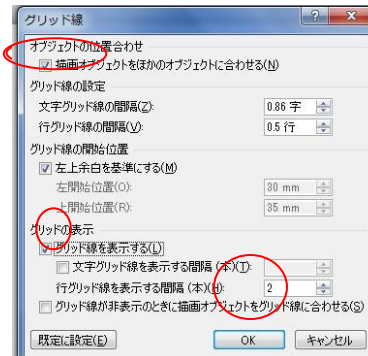 グリッド線
オブジェクトの位置合わせ
描画オブジェクトをほかのオブジェクトに合わせる(N)
グリッド線の設定
文字グリッド線の間隔(Z): 0.86 字
行グリッド線の間隔(V): 0.5 行
グリッド線の開始位置
左上余白を基準にする(M)
左開始位置(O): 30 mm
上開始位置(R): 35 mm
グリッドの表示
グリッド線を表示する(L)
文字グリッド線を表示する間隔 (本)(T):
行グリッド線を表示する間隔 (本)(H): 2
グリッド線が非表示のときに描画オブジェクトをグリッド線に合わせる(S)
既定に設定(E) OK キャンセル